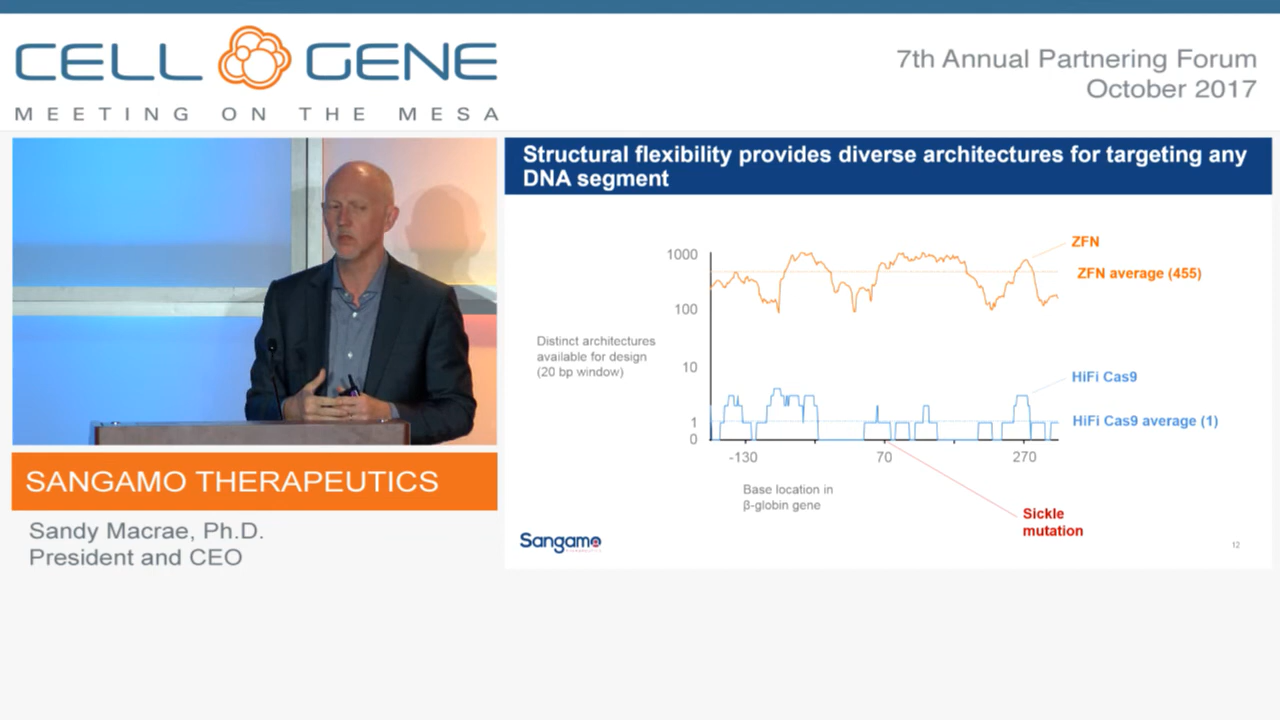 CELL GENE
MEETING ON THE MESA
7th Annual Partnering Forum
October 2017
Structural flexibility provides diverse architectures for targeting any
DNA segment
1000
100
10
1
0
Distinct architectures
available for design
(20 bp window)
ZFN
ZFN average (455)
HiFi Cas9
HiFi Cas9 average (1)
-130
70
270
Base location in
β-globin gene
Sickle
mutation
Sangamo
12
SANGAMO THERAPEUTICS
Sandy Macrae, Ph.D.
President and CEO